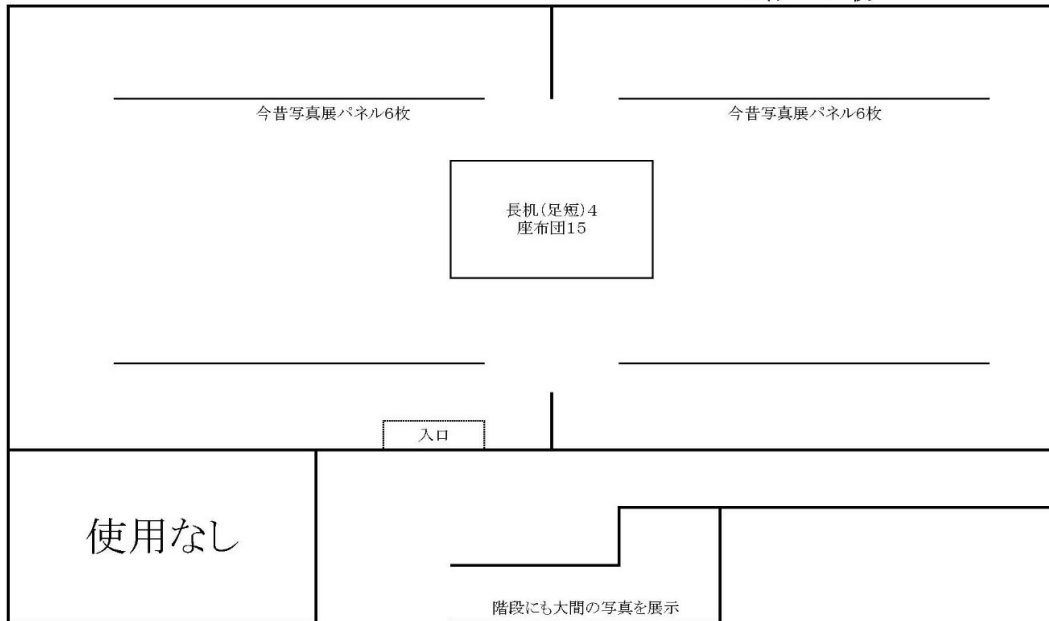 今昔写真展パネル6枚
今昔写真展パネル6枚
長机(足短)4
座布団15
入口
使用なし
階段にも大間の写真を展示